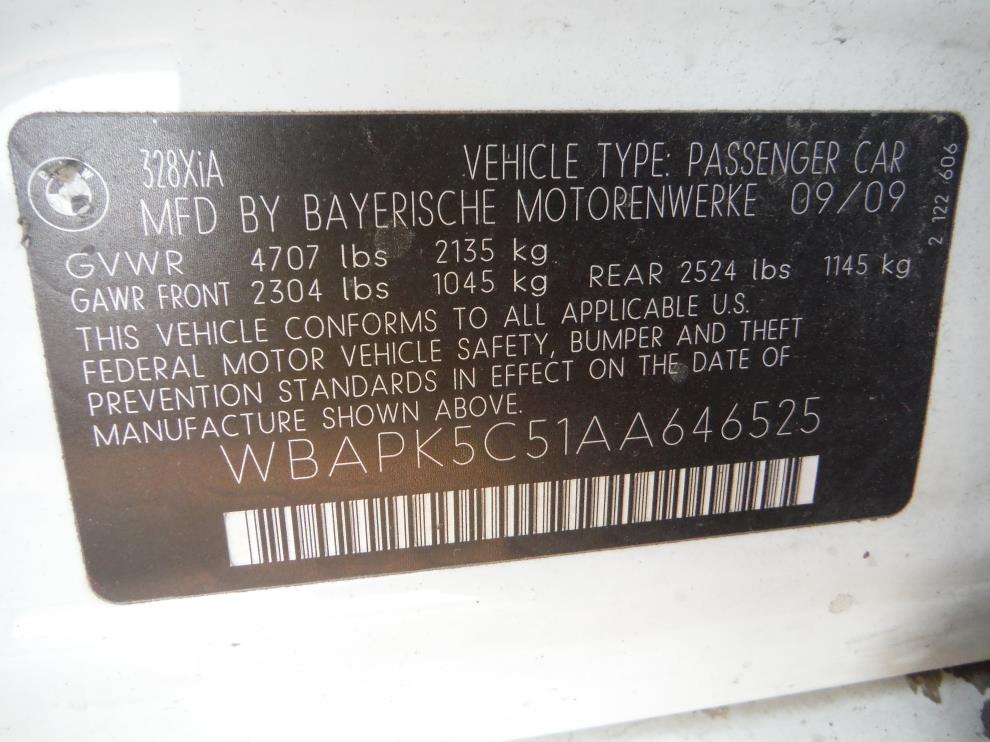 328XiA VEHICLE TYPE: PASSENGER CAR
MFD BY BAYERISCHE MOTORENWERKE 09/09
GVWR 4707 lbs 2135 kg
GAWR FRONT 2304 lbs 1045 kg REAR 2524 lbs 1145 kg
THIS VEHICLE CONFORMS TO ALL APPLICABLE U.S.
FEDERAL MOTOR VEHICLE SAFETY, BUMPER AND THEFT
PREVENTION STANDARDS IN EFFECT ON THE DATE OF
MANUFACTURE SHOWN ABOVE.
WBAPK5C51AA646525
2 122 606